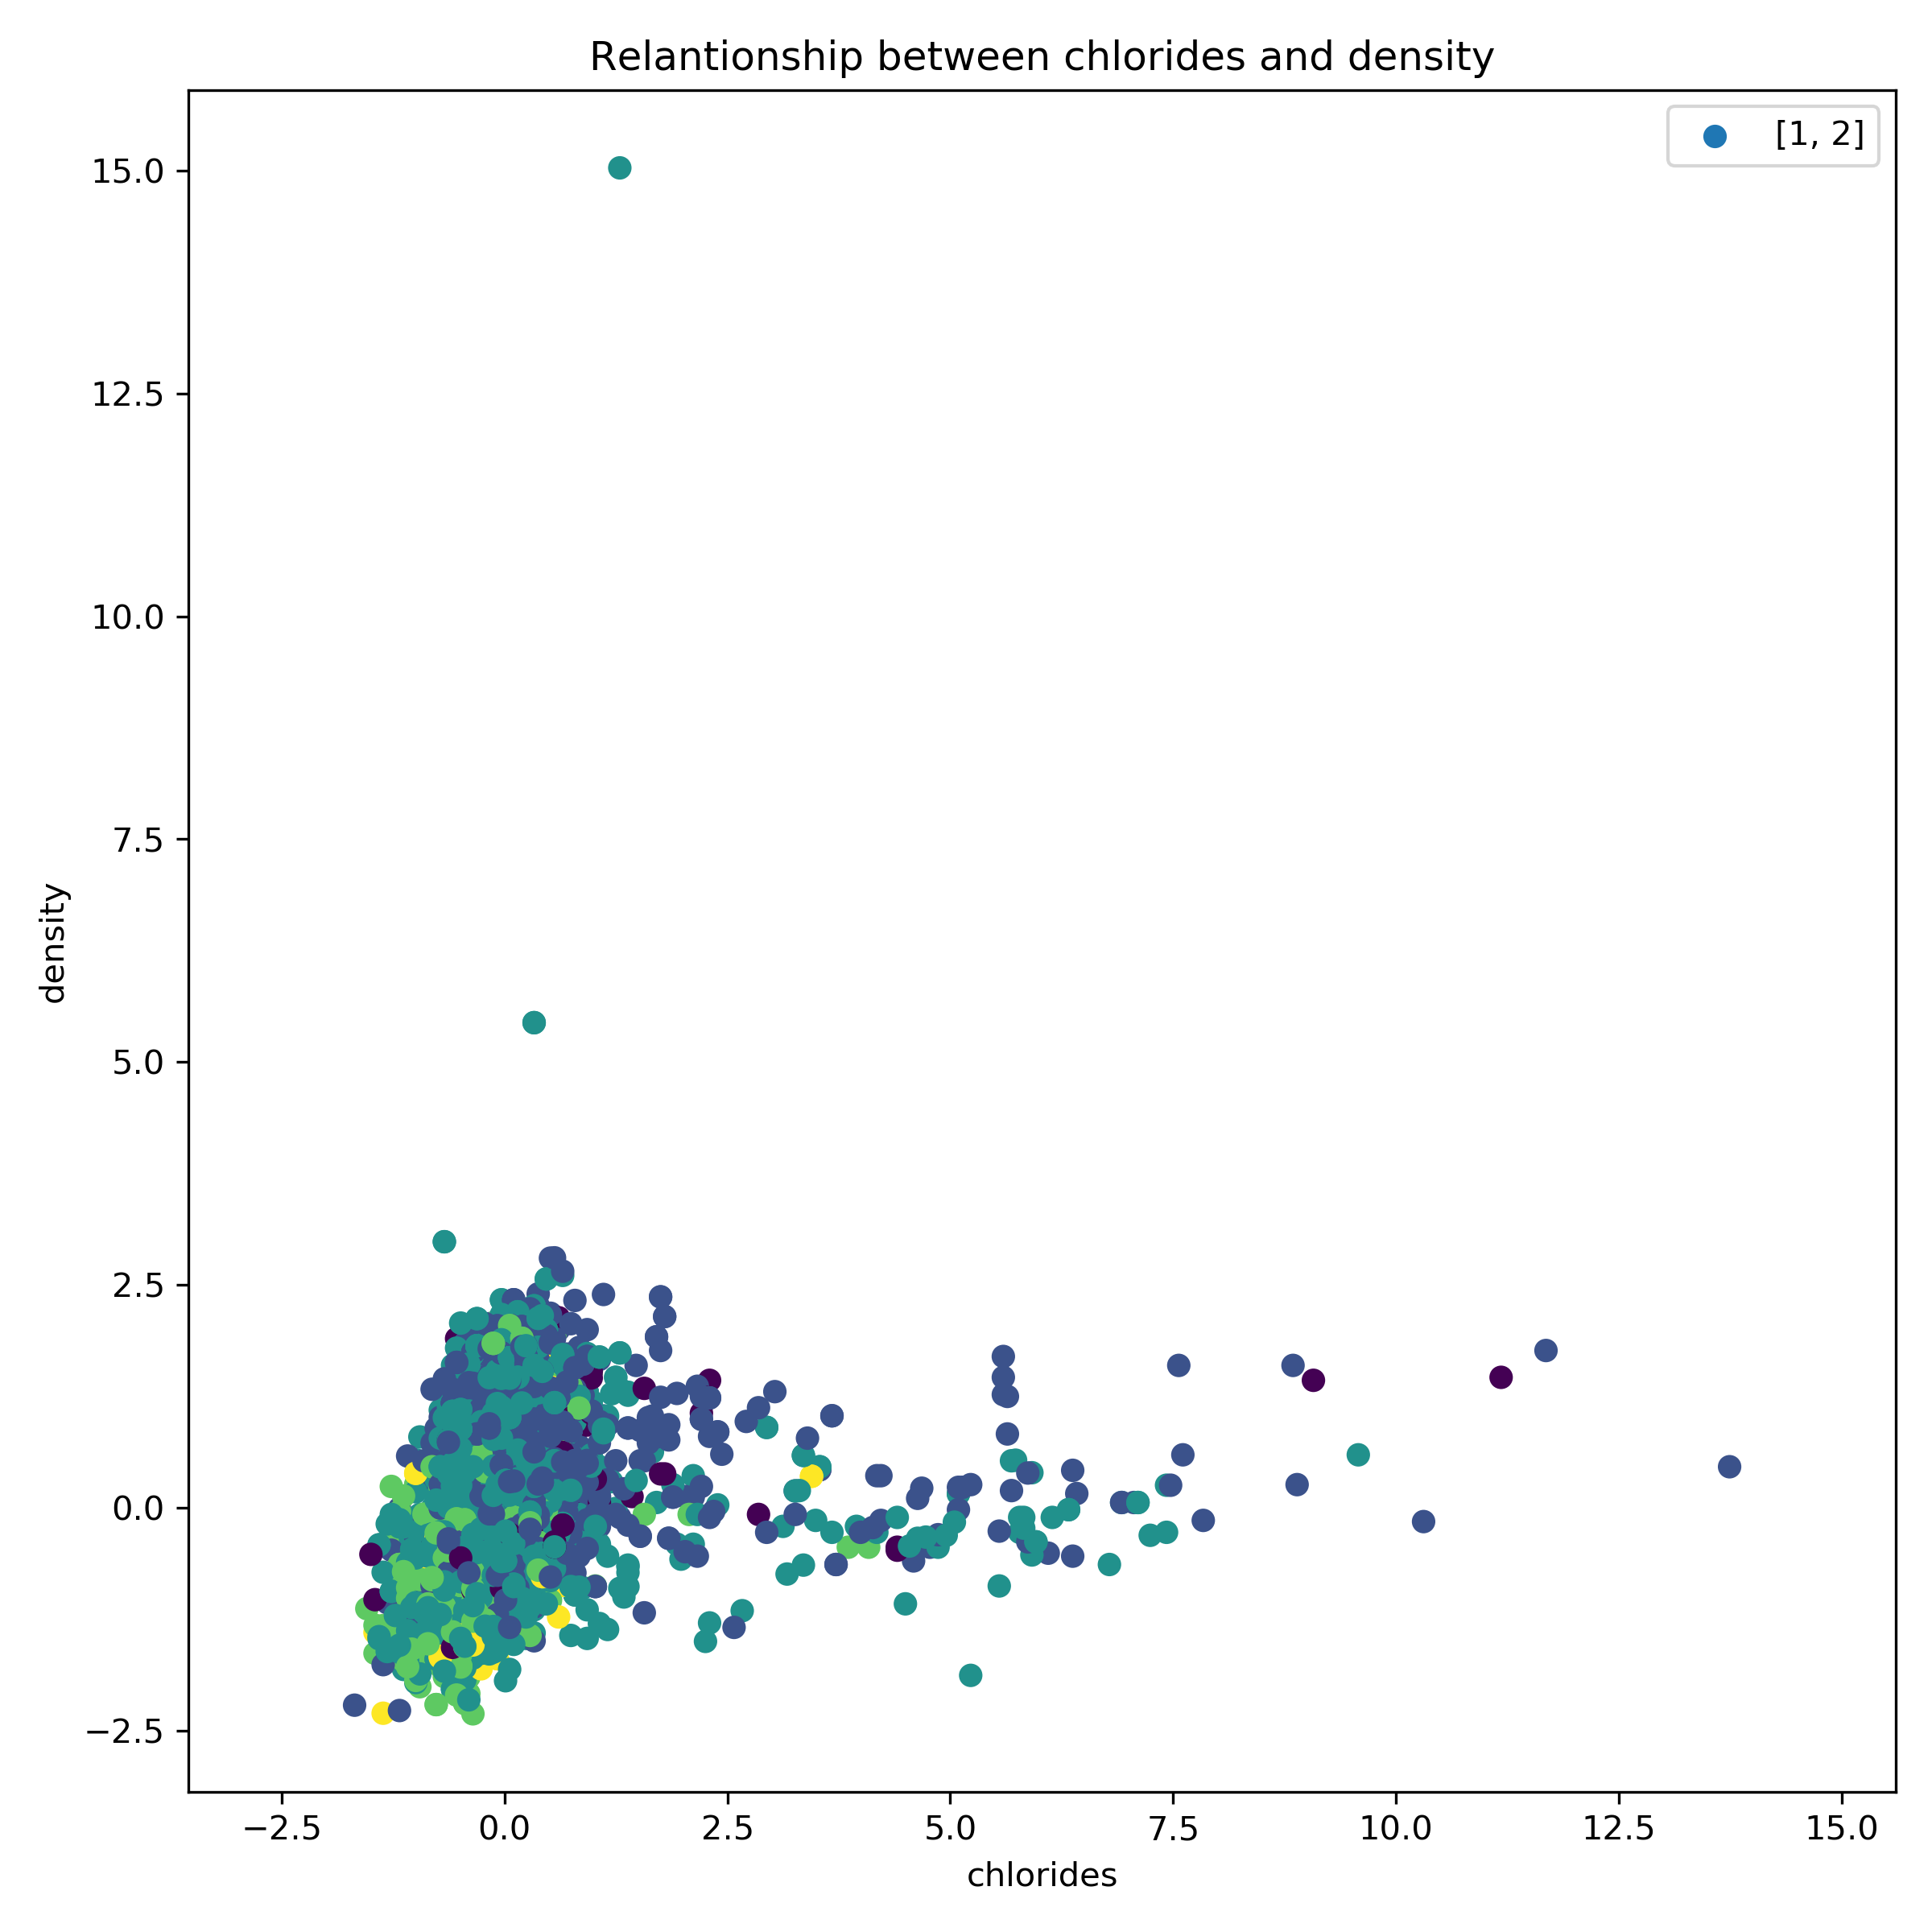 Relantionship between chlorides and density
[1, 2]
15.0
12.5
10.0
7.5
5.0
2.5
0.0
−2.5
density
−2.5 0.0 2.5 5.0 7.5 10.0 12.5 15.0
chlorides